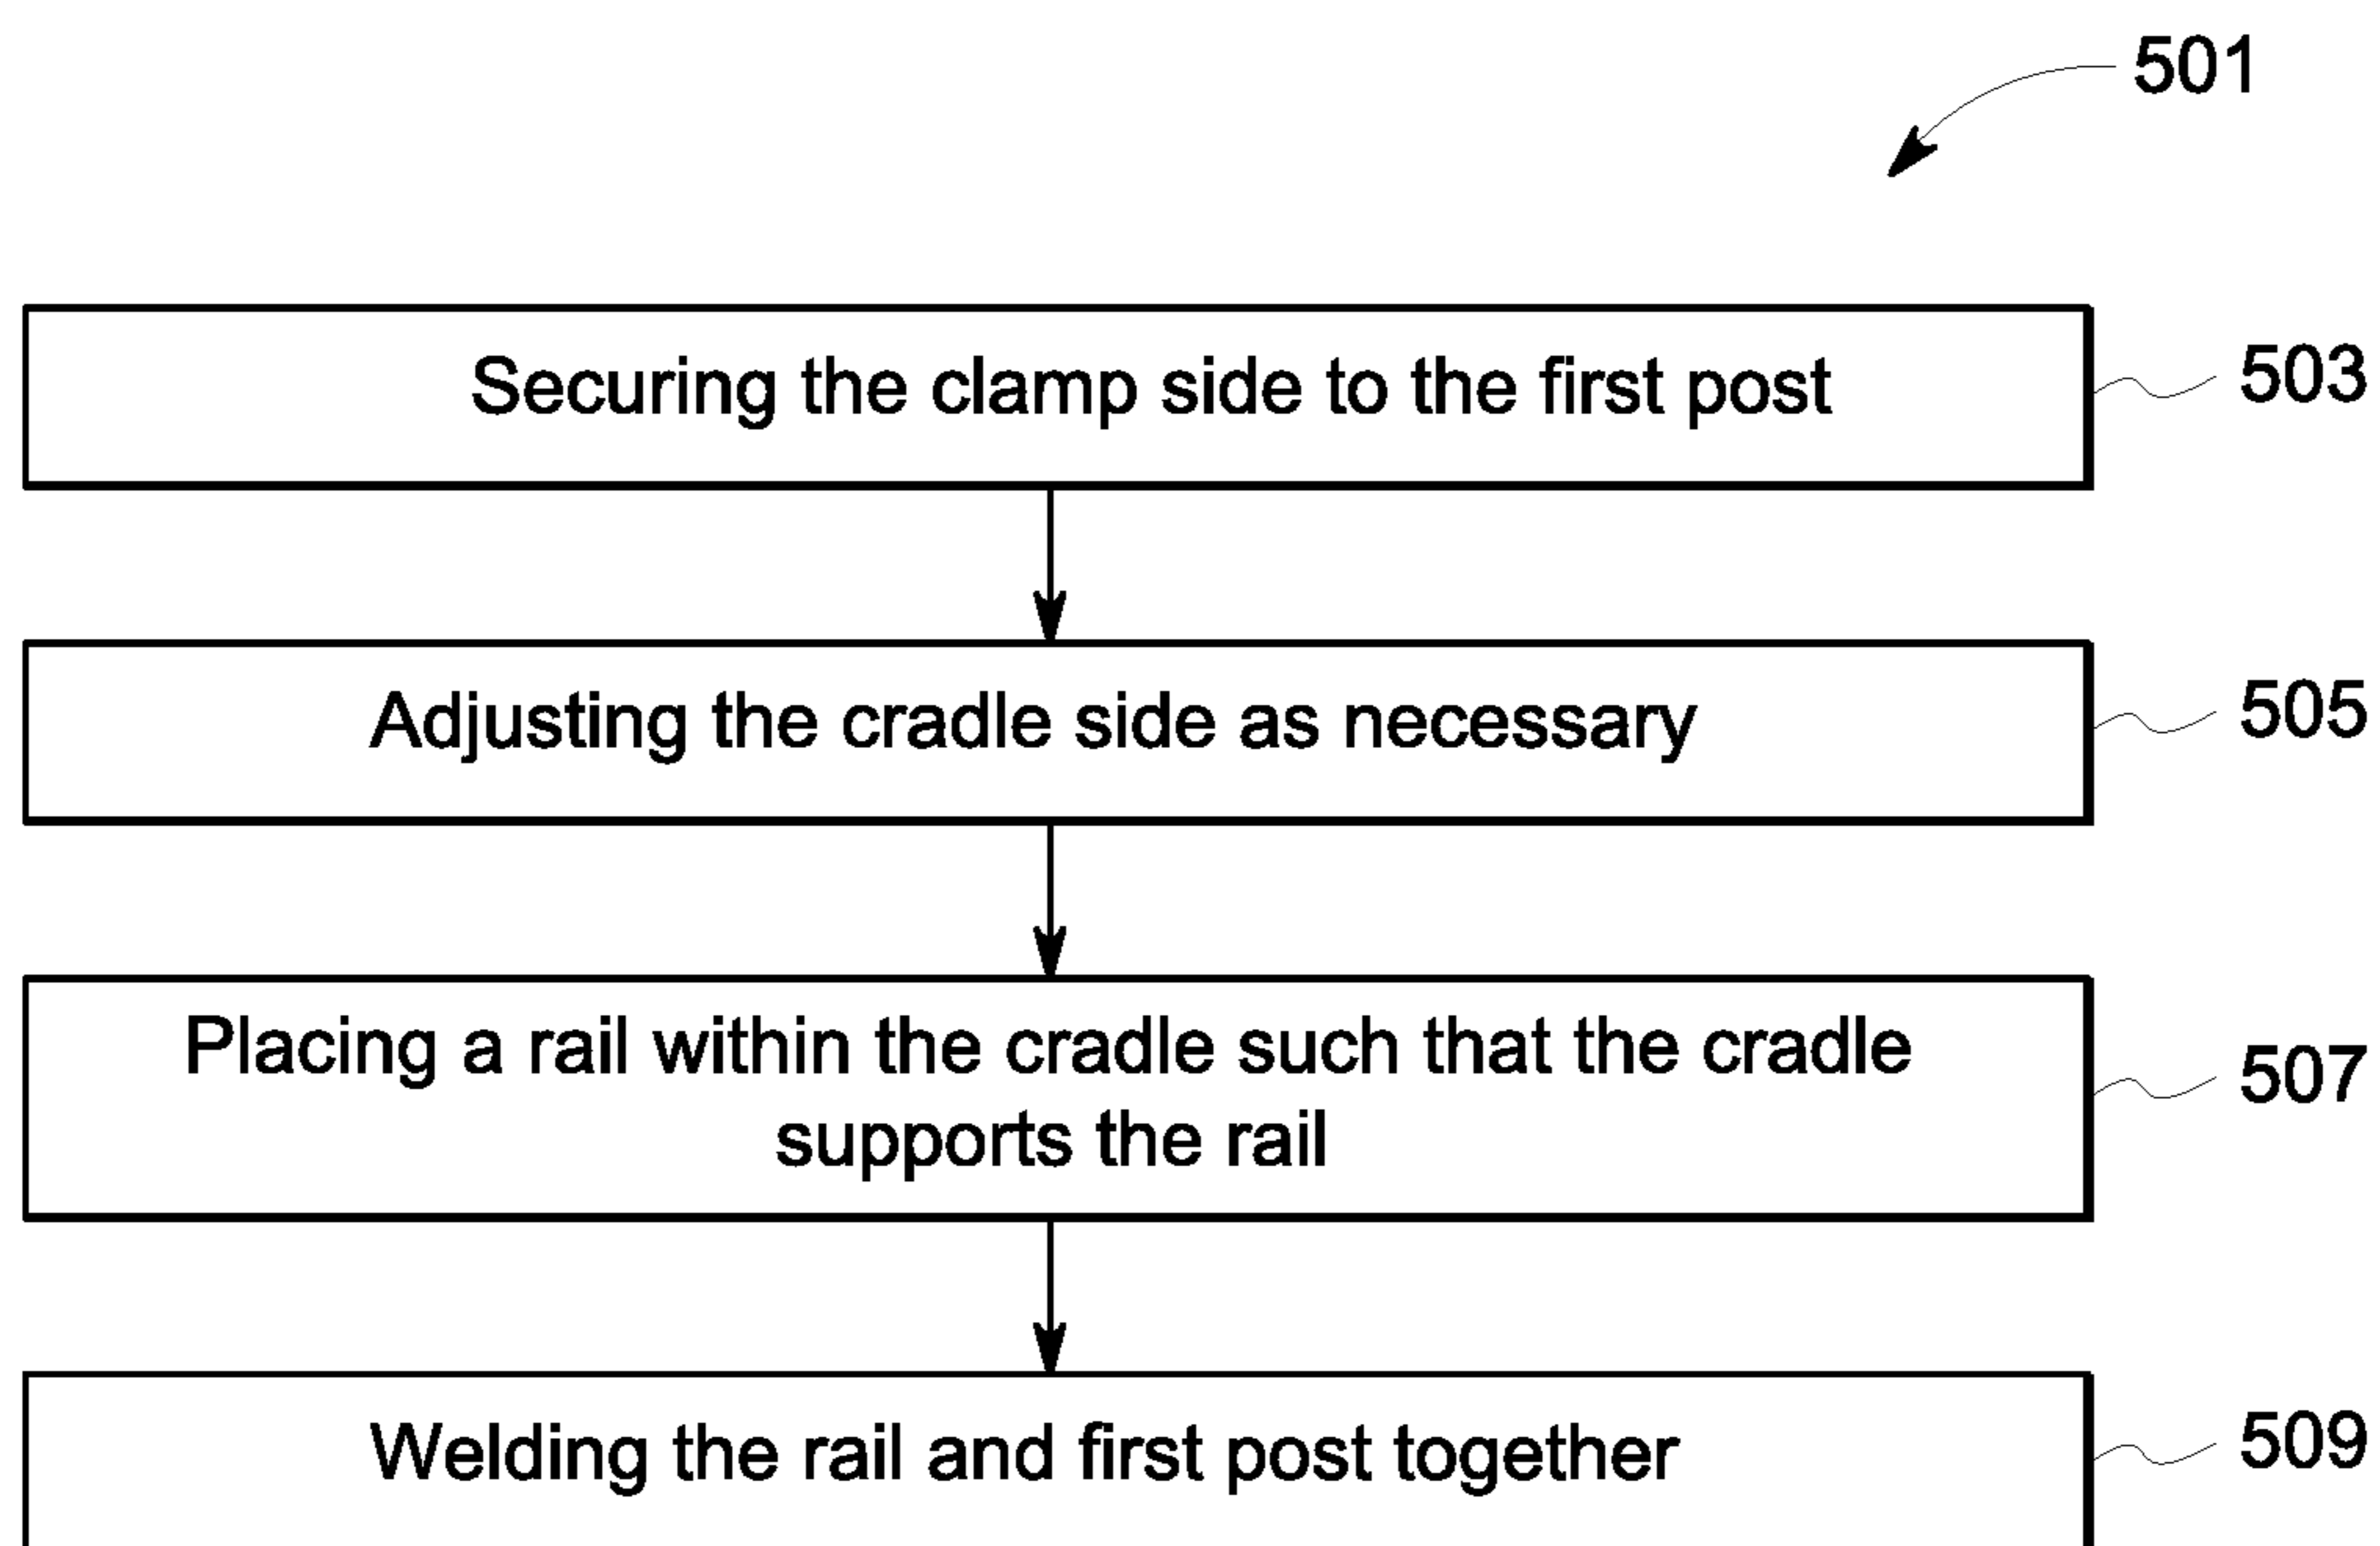 501
Securing the clamp side to the first post
503
Adjusting the cradle side as necessary
505
Placing a rail within the cradle such that the cradle
supports the rail
507
Welding the rail and first post together
509